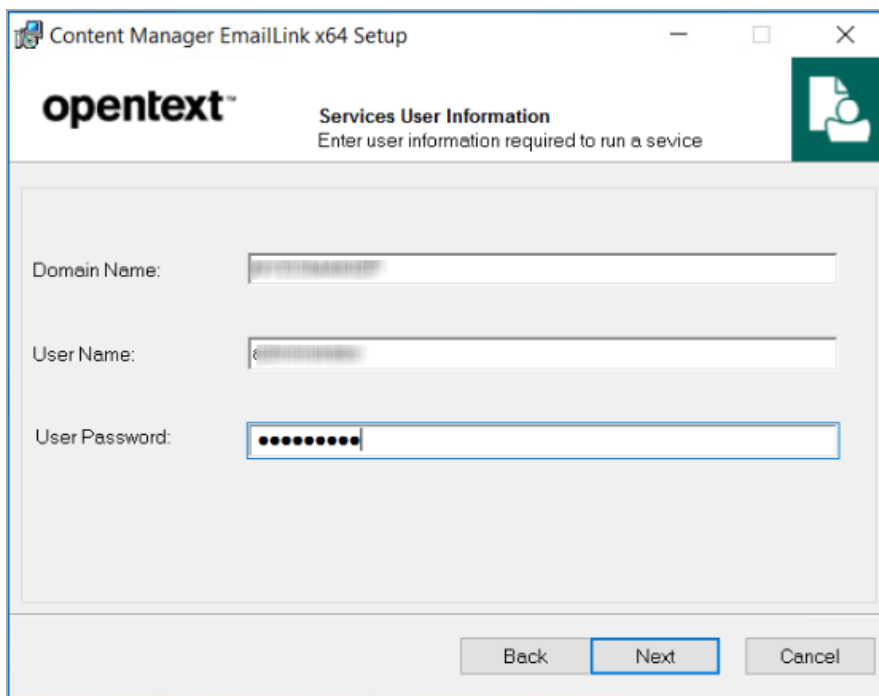 Content Manager EmailLink x64 Setup
opentext™
Services User Information
Enter user information required to run a sevice
Domain Name:
User Name:
User Password:
Back
Next
Cancel